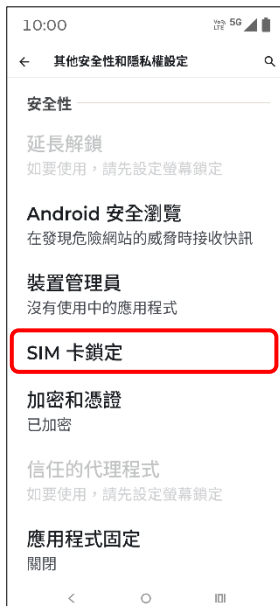 10:00
VoLTE 5G
其他安全性和隱私權設定
安全性
延長解鎖
如要使用，請先設定螢幕鎖定
Android 安全瀏覽
在發現危險網站的威脅時接收快訊
裝置管理員
沒有使用中的應用程式
SIM 卡鎖定
加密和憑證
已加密
信任的代理程式
如要使用，請先設定螢幕鎖定
應用程式固定
關閉